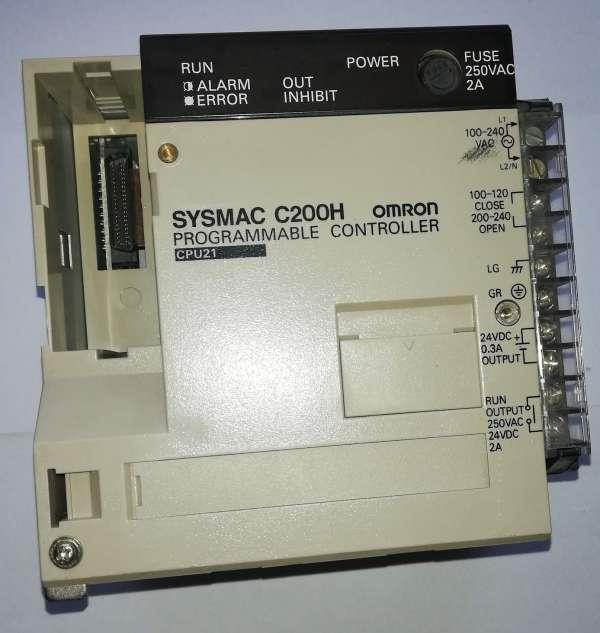 POWER
FUSE
250VAC
2A
RUN
ALARM
ERROR
OUT
INHIBIT
L1
100-240
VAC
L2/N
100-120
CLOSE
200-240
OPEN
LG
GR
24VDC +
0.3A
OUTPUT
RUN
OUTPUT
250VAC
24VDC
2A
SYSMAC C200H OMRON
PROGRAMMABLE CONTROLLER
CPU21